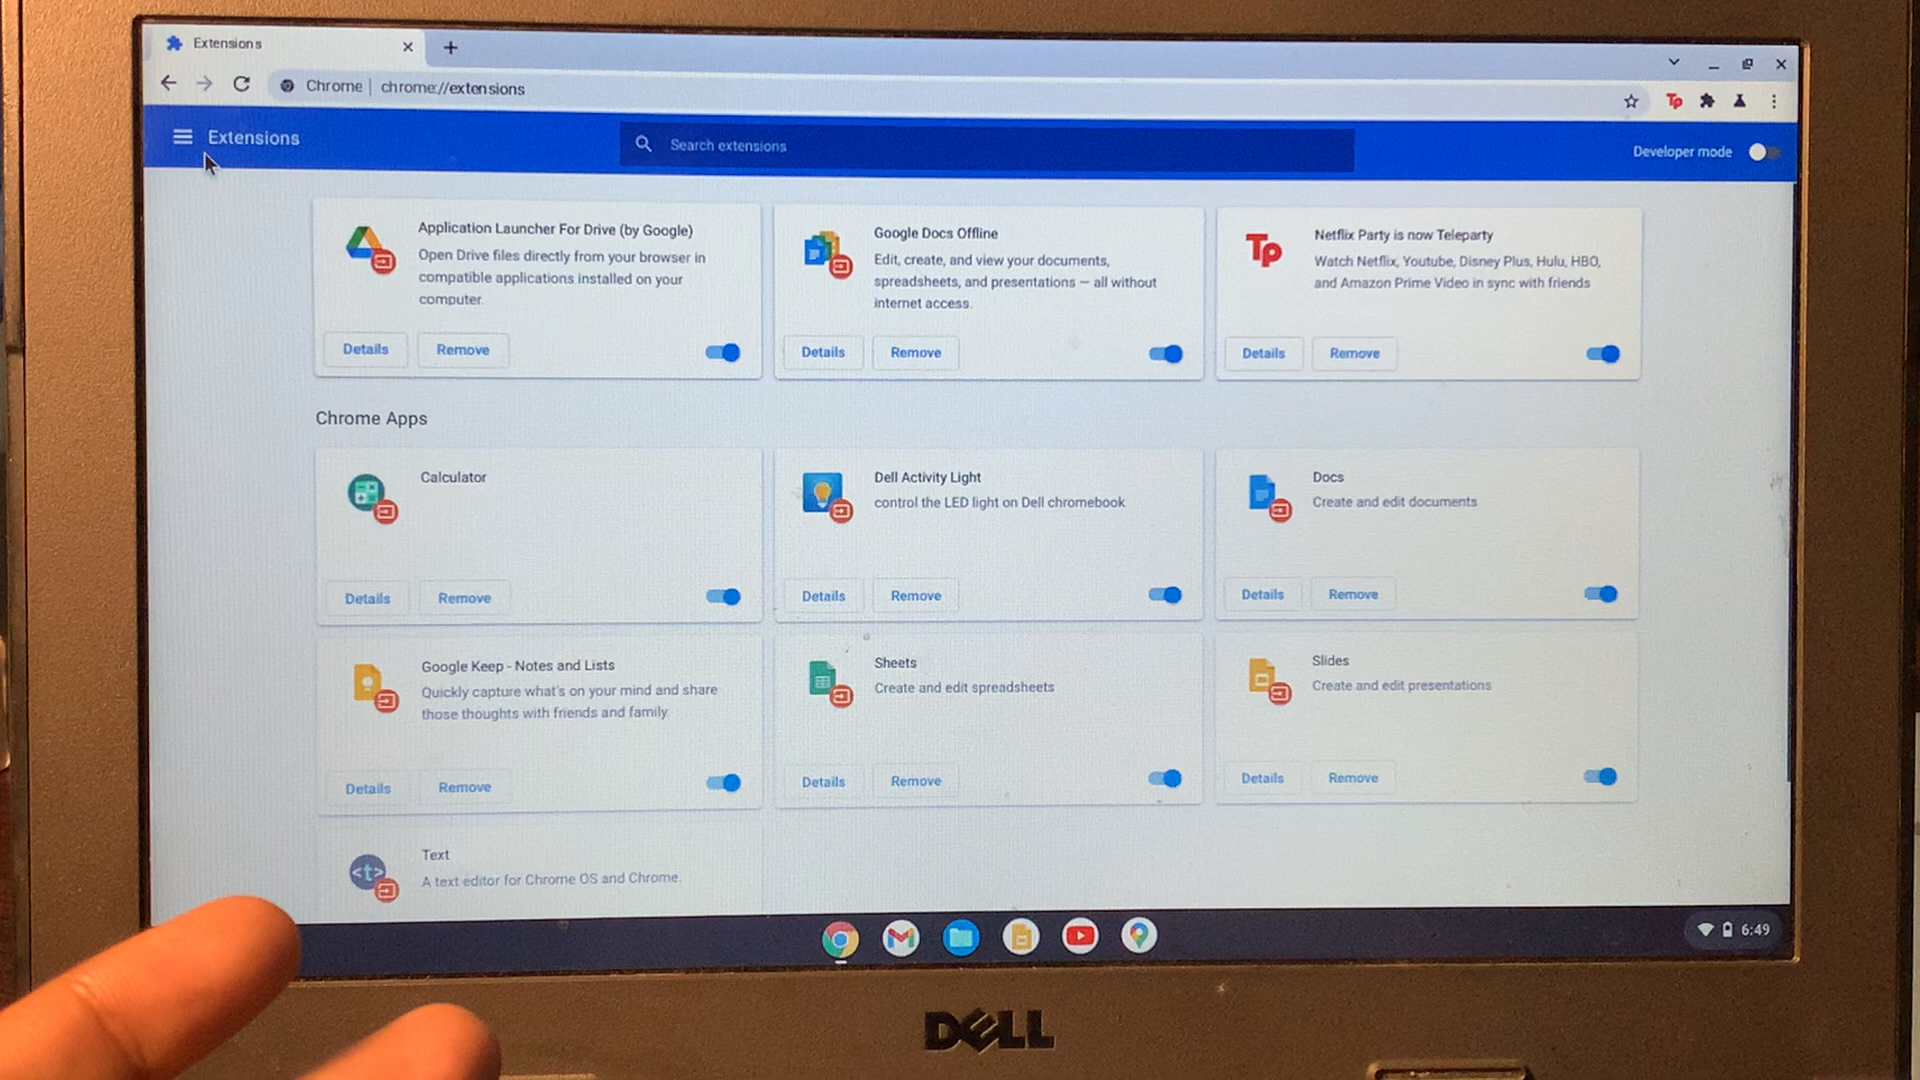 Extensions
Chrome | chrome://extensions
Tp
Extensions
Search extensions
Developer mode
Application Launcher For Drive (by Google)
Open Drive files directly from your browser in
compatible applications installed on your
computer.
Details Remove
Google Docs Offline
Edit, create, and view your documents,
spreadsheets, and presentations — all without
internet access.
Details Remove
Tp
Netflix Party is now Teleparty
Watch Netflix, Youtube, Disney Plus, Hulu, HBO,
and Amazon Prime Video in sync with friends
Details Remove
Chrome Apps
Calculator
Details Remove
Dell Activity Light
control the LED light on Dell chromebook
Details Remove
Docs
Create and edit documents
Details Remove
Google Keep - Notes and Lists
Quickly capture what's on your mind and share
those thoughts with friends and family.
Details Remove
Sheets
Create and edit spreadsheets
Details Remove
Slides
Create and edit presentations
Details Remove
<t>
Text
A text editor for Chrome OS and Chrome.
6:49
DELL